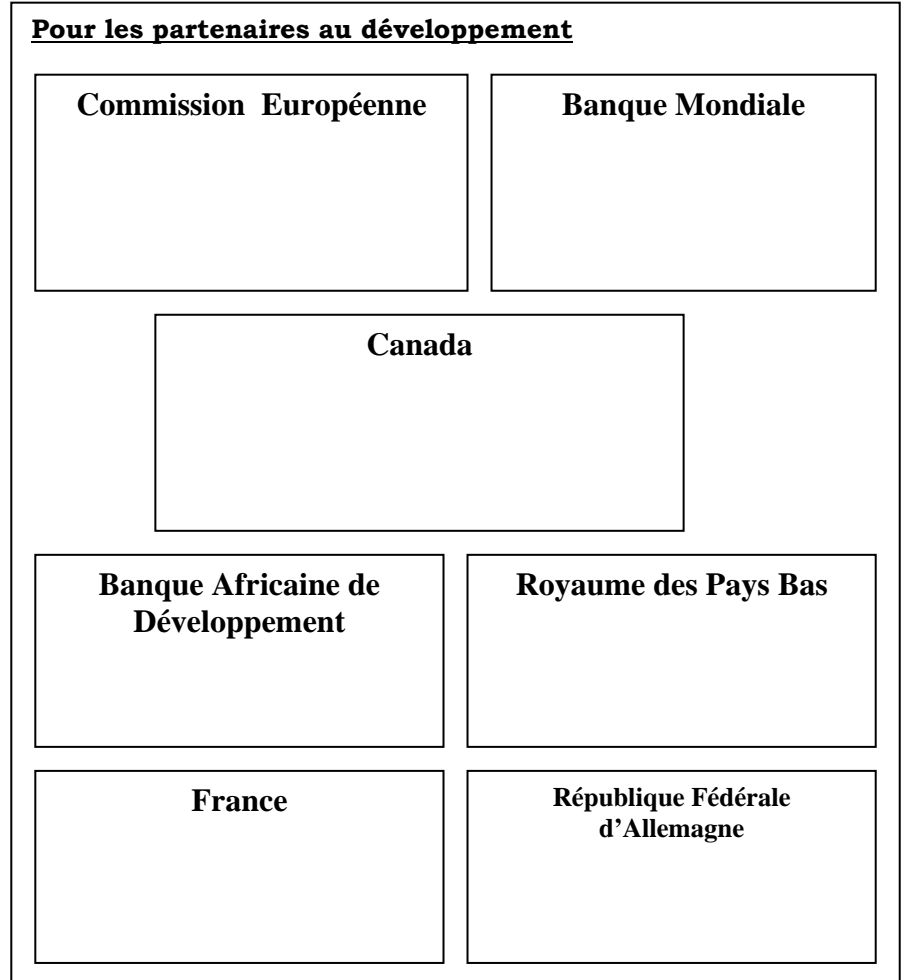 Pour les partenaires au développement
Commission Européenne
Banque Mondiale
Canada
Banque Africaine de
Développement
Royaume des Pays Bas
France
République Fédérale
d’Allemagne